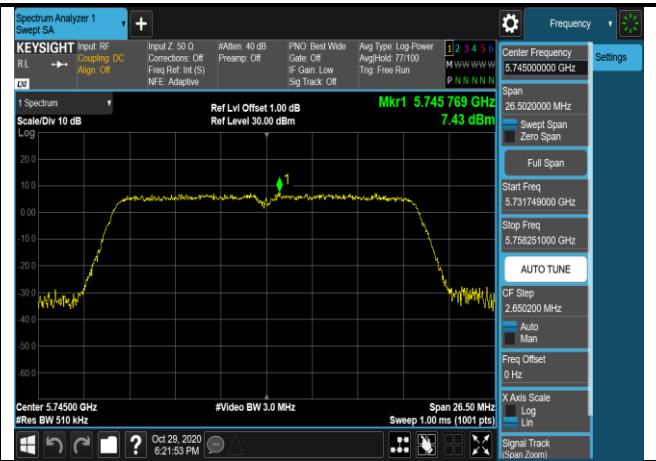 Spectrum Analyzer 1
Swept SA
+
Frequency
KEYSIGHT
RL
LXI
Input: RF
Coupling: DC
Align: Off
Input Z: 50 Ω
Corrections: Off
Freq Ref: Int (S)
NFE: Adaptive
#Atten: 40 dB
Preamp: Off
PNO: Best Wide
Gate: Off
IF Gain: Low
Sig Track: Off
Avg Type: Log-Power
Avg|Hold: 77/100
Trig: Free Run
1 2 3 4 5 6
M W W W W W
P N N N N N
1 Spectrum
Scale/Div 10 dB
Log
Ref Lvl Offset 1.00 dB
Ref Level 30.00 dBm
Mkr1 5.745 769 GHz
7.43 dBm
20.0
10.0
0.00
-10.0
-20.0
-30.0
-40.0
-50.0
-60.0
1
Center 5.74500 GHz
#Res BW 510 kHz
#Video BW 3.0 MHz
Span 26.50 MHz
Sweep 1.00 ms (1001 pts)
?
Oct 29, 2020
6:21:53 PM
Center Frequency
5.745000000 GHz
Settings
Span
26.5020000 MHz
Swept Span
Zero Span
Full Span
Start Freq
5.731749000 GHz
Stop Freq
5.758251000 GHz
AUTO TUNE
CF Step
2.650200 MHz
Auto
Man
Freq Offset
0 Hz
X Axis Scale
Log
Lin
Signal Track
(Span Zoom)